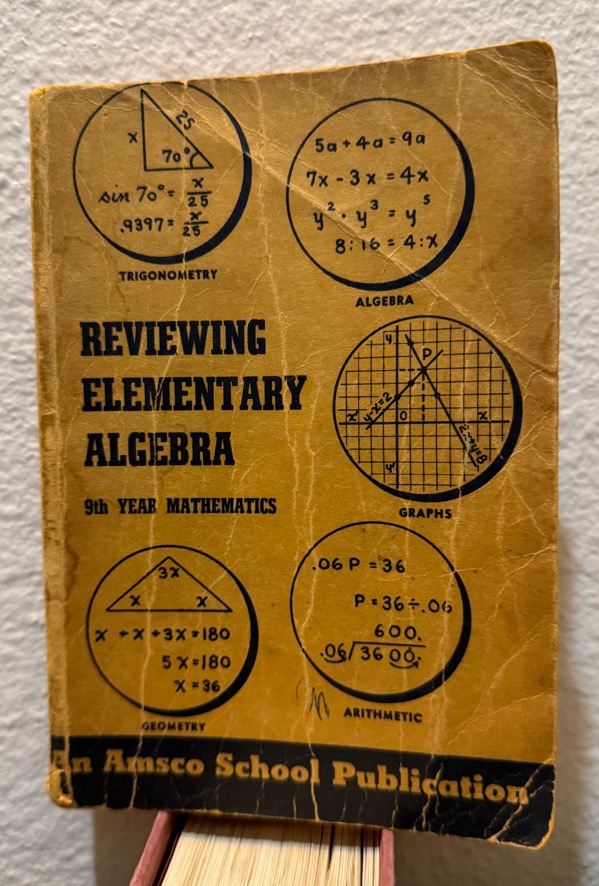 x
25
70°
sin 70° = x/25
.9397 = x/25
TRIGONOMETRY
5a + 4a = 9a
7x - 3x = 4x
y² · y³ = y⁵
8 : 16 = 4 : x
ALGEBRA
REVIEWING
ELEMENTARY
ALGEBRA
9th YEAR MATHEMATICS
y
P
y-x=2
x'
O
x
y'
GRAPHS
3x
x x
x + x + 3x = 180
5x = 180
x = 36
GEOMETRY
.06 P = 36
P = 36 ÷ .06
600.
.06/36 00.
ARITHMETIC
An Amsco School Publication